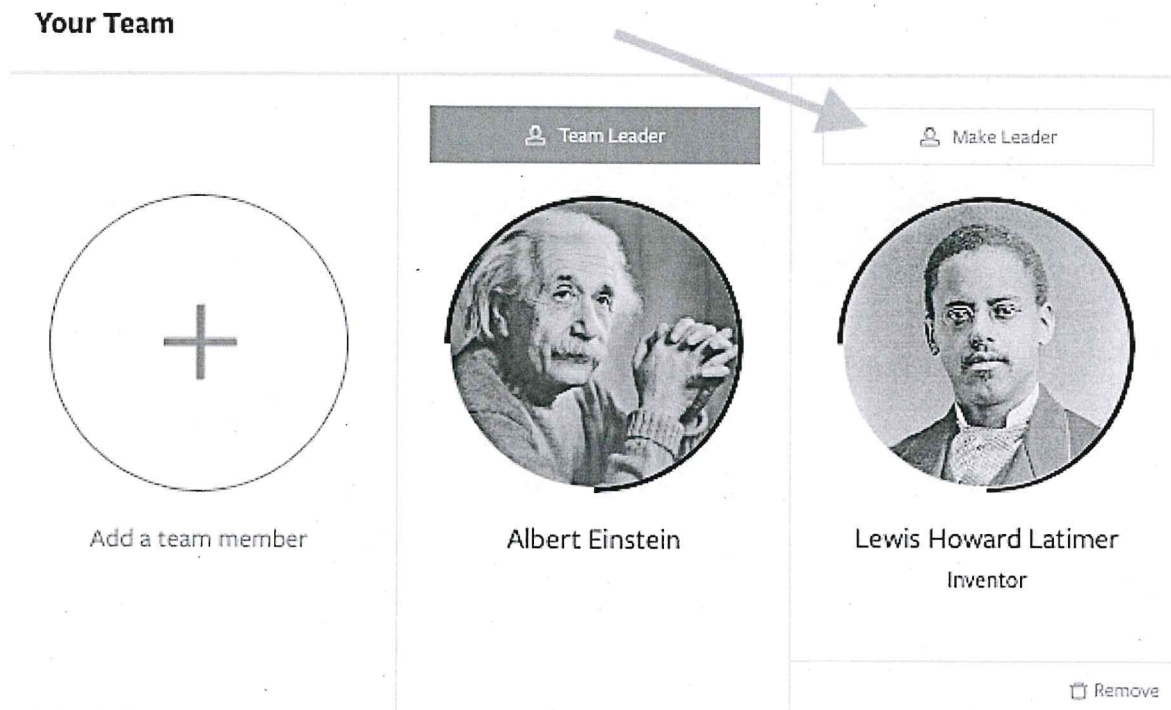 Your Team
Team Leader
Make Leader
Add a team member
Albert Einstein
Lewis Howard Latimer
Inventor
Remove